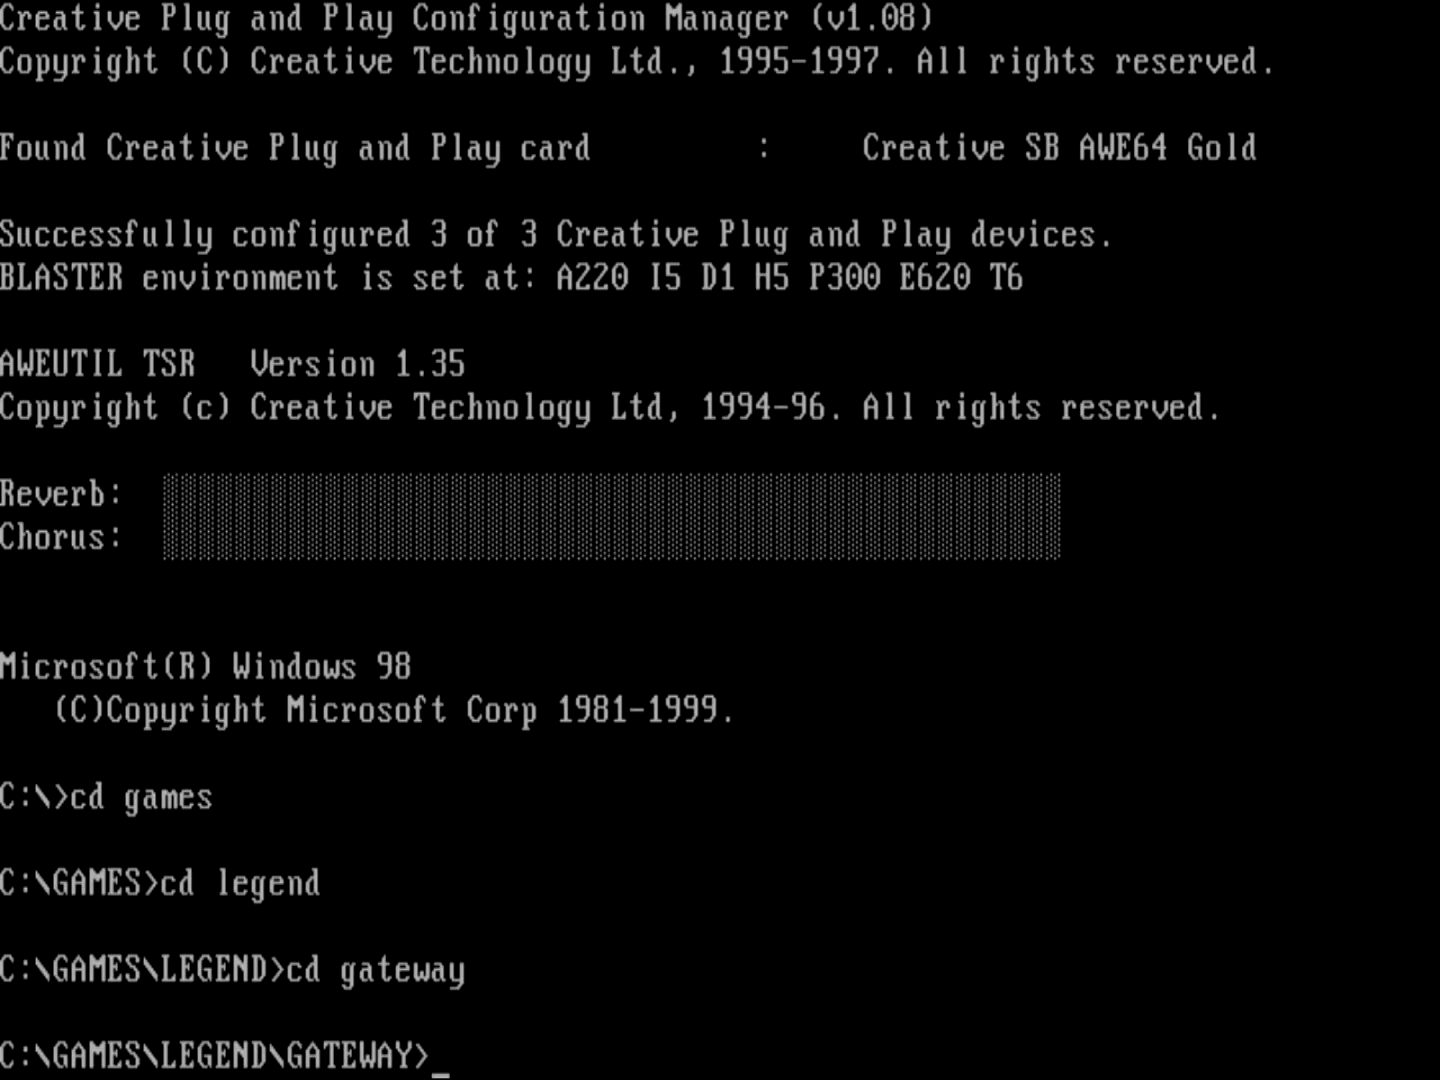 Creative Plug and Play Configuration Manager (v1.08)
Copyright (C) Creative Technology Ltd., 1995-1997. All rights reserved.
Found Creative Plug and Play card : Creative SB AWE64 Gold
Successfully configured 3 of 3 Creative Plug and Play devices.
BLASTER environment is set at: A220 I5 D1 H5 P300 E620 T6
AWEUTIL TSR Version 1.35
Copyright (c) Creative Technology Ltd, 1994-96. All rights reserved.
Reverb:
Chorus:
Microsoft(R) Windows 98
(C)Copyright Microsoft Corp 1981-1999.
C:\>cd games
C:\GAMES>cd legend
C:\GAMES\LEGEND>cd gateway
C:\GAMES\LEGEND\GATEWAY>_